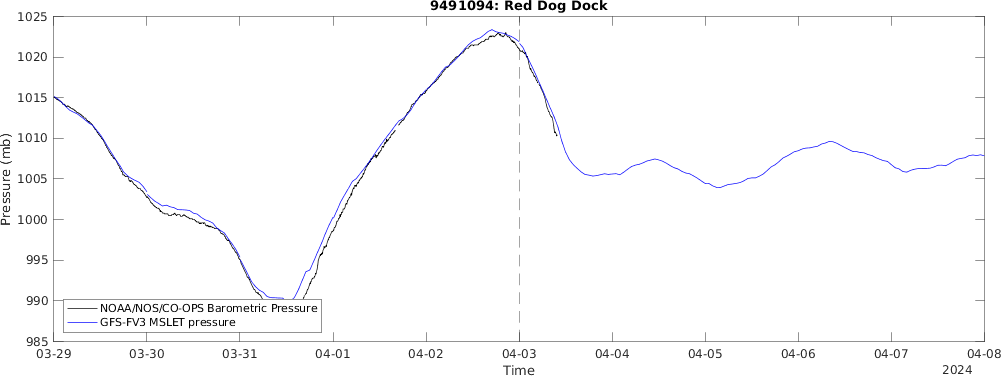 9491094: Red Dog Dock
Pressure (mb)
1025
1020
1015
1010
1005
1000
995
990
985
NOAA/NOS/CO-OPS Barometric Pressure
GFS-FV3 MSLET pressure
03-29 03-30 03-31 04-01 04-02 04-03 04-04 04-05 04-06 04-07 04-08
Time
2024